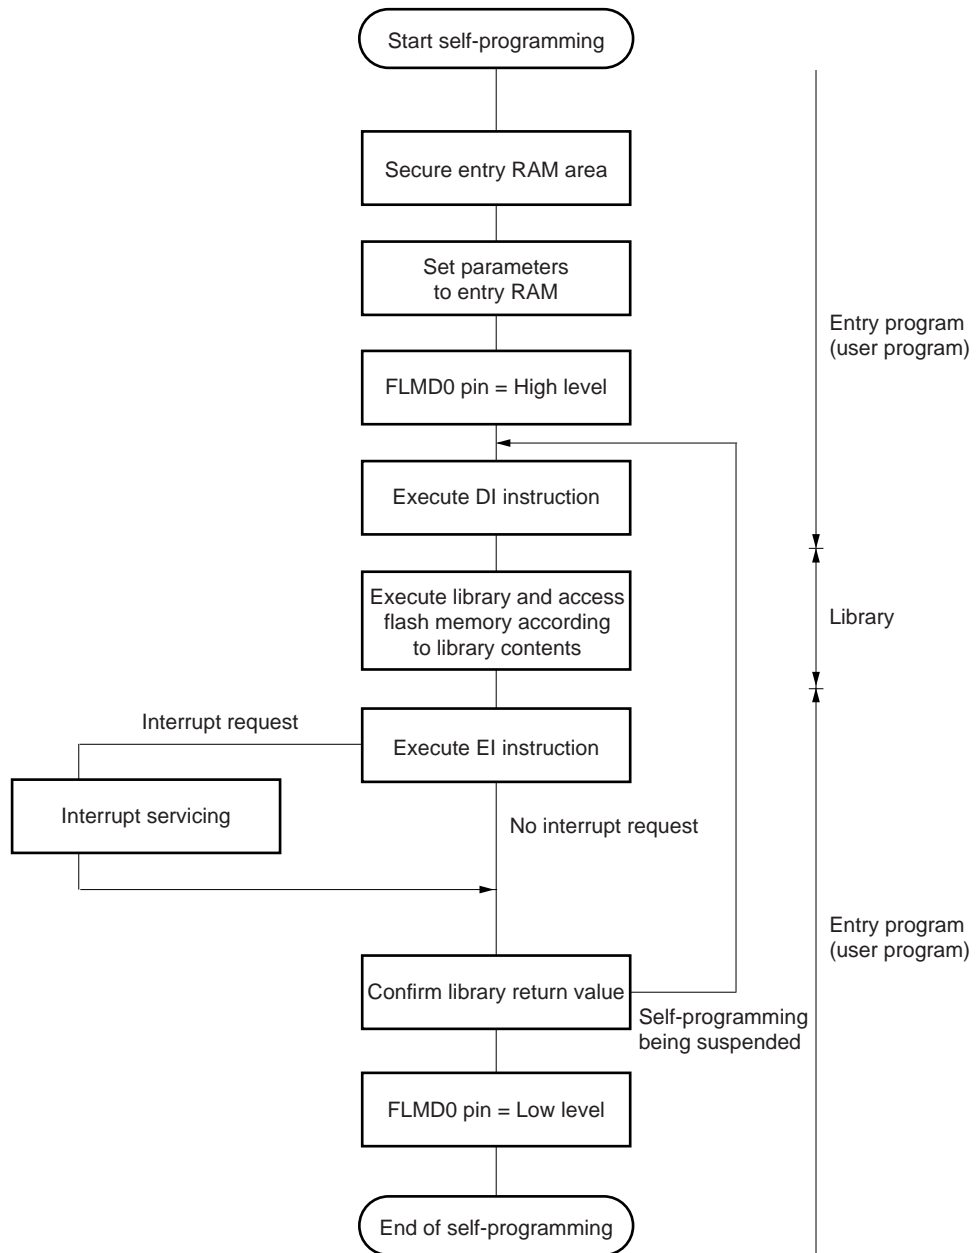 Start self-programming
Secure entry RAM area
Set parameters
to entry RAM
Entry program
(user program)
FLMD0 pin = High level
Execute DI instruction
Execute library and access
flash memory according
to library contents
Library
Interrupt request
Execute EI instruction
Interrupt servicing
No interrupt request
Entry program
(user program)
Confirm library return value
Self-programming
being suspended
FLMD0 pin = Low level
End of self-programming